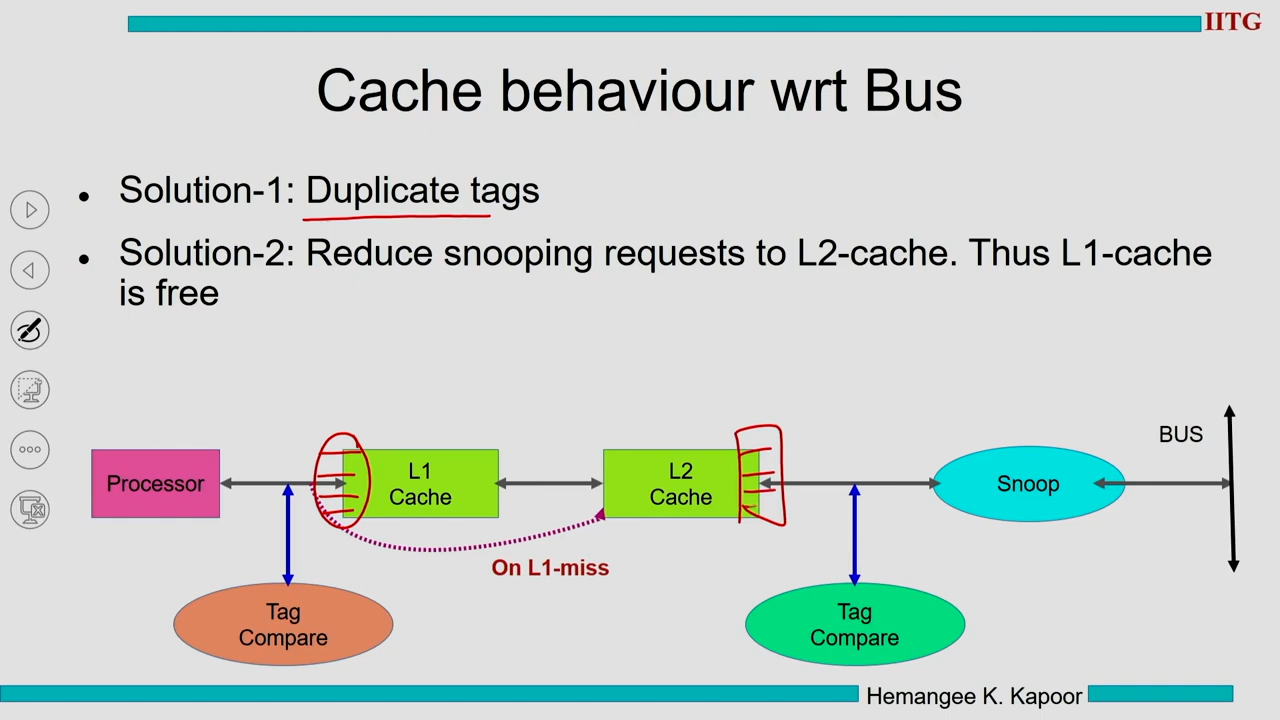 IITG
Cache behaviour wrt Bus
• Solution-1: Duplicate tags
• Solution-2: Reduce snooping requests to L2-cache. Thus L1-cache
is free
BUS
Processor
L1
Cache
L2
Cache
Snoop
On L1-miss
Tag
Compare
Tag
Compare
Hemangee K. Kapoor